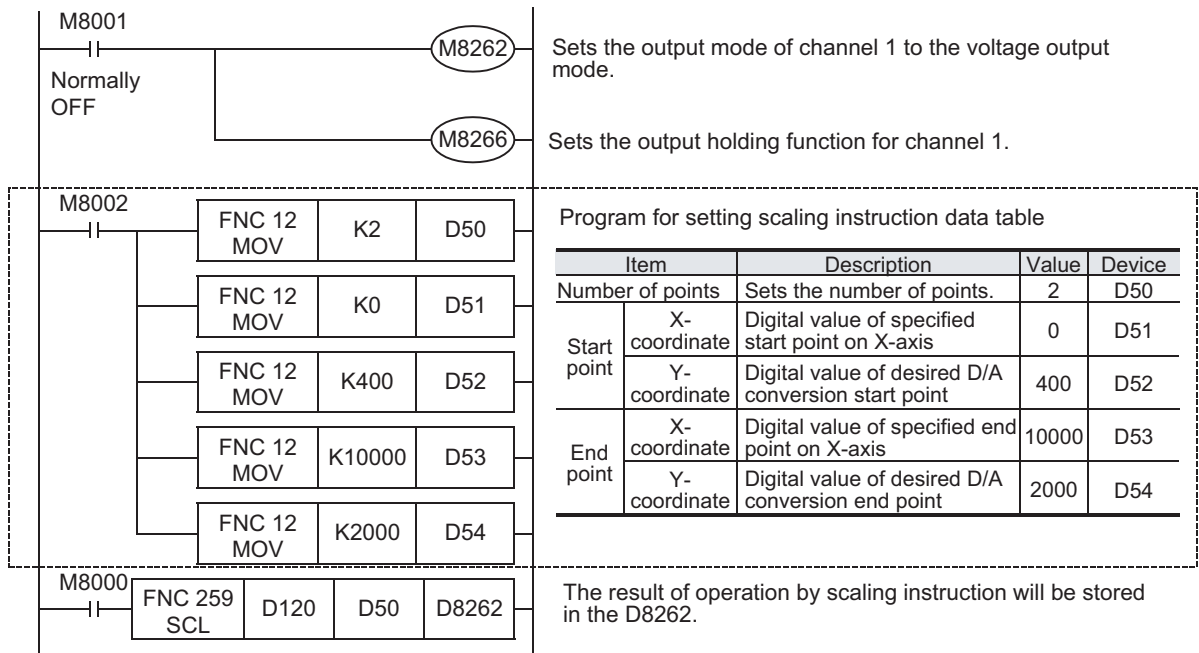 M8001
M8262
Sets the output mode of channel 1 to the voltage output
mode.
Normally
OFF
M8266
Sets the output holding function for channel 1.
M8002
FNC 12
MOV
K2
D50
FNC 12
MOV
K0
D51
FNC 12
MOV
K400
D52
FNC 12
MOV
K10000
D53
FNC 12
MOV
K2000
D54
Program for setting scaling instruction data table
Item Description Value Device
Number of points Sets the number of points. 2 D50
Start
point
X-
coordinate
Digital value of specified
start point on X-axis
0 D51
Y-
coordinate
Digital value of desired D/A
conversion start point
400 D52
End
point
X-
coordinate
Digital value of specified end
point on X-axis
10000 D53
Y-
coordinate
Digital value of desired D/A
conversion end point
2000 D54
M8000
FNC 259
SCL
D120
D50
D8262
The result of operation by scaling instruction will be stored
in the D8262.